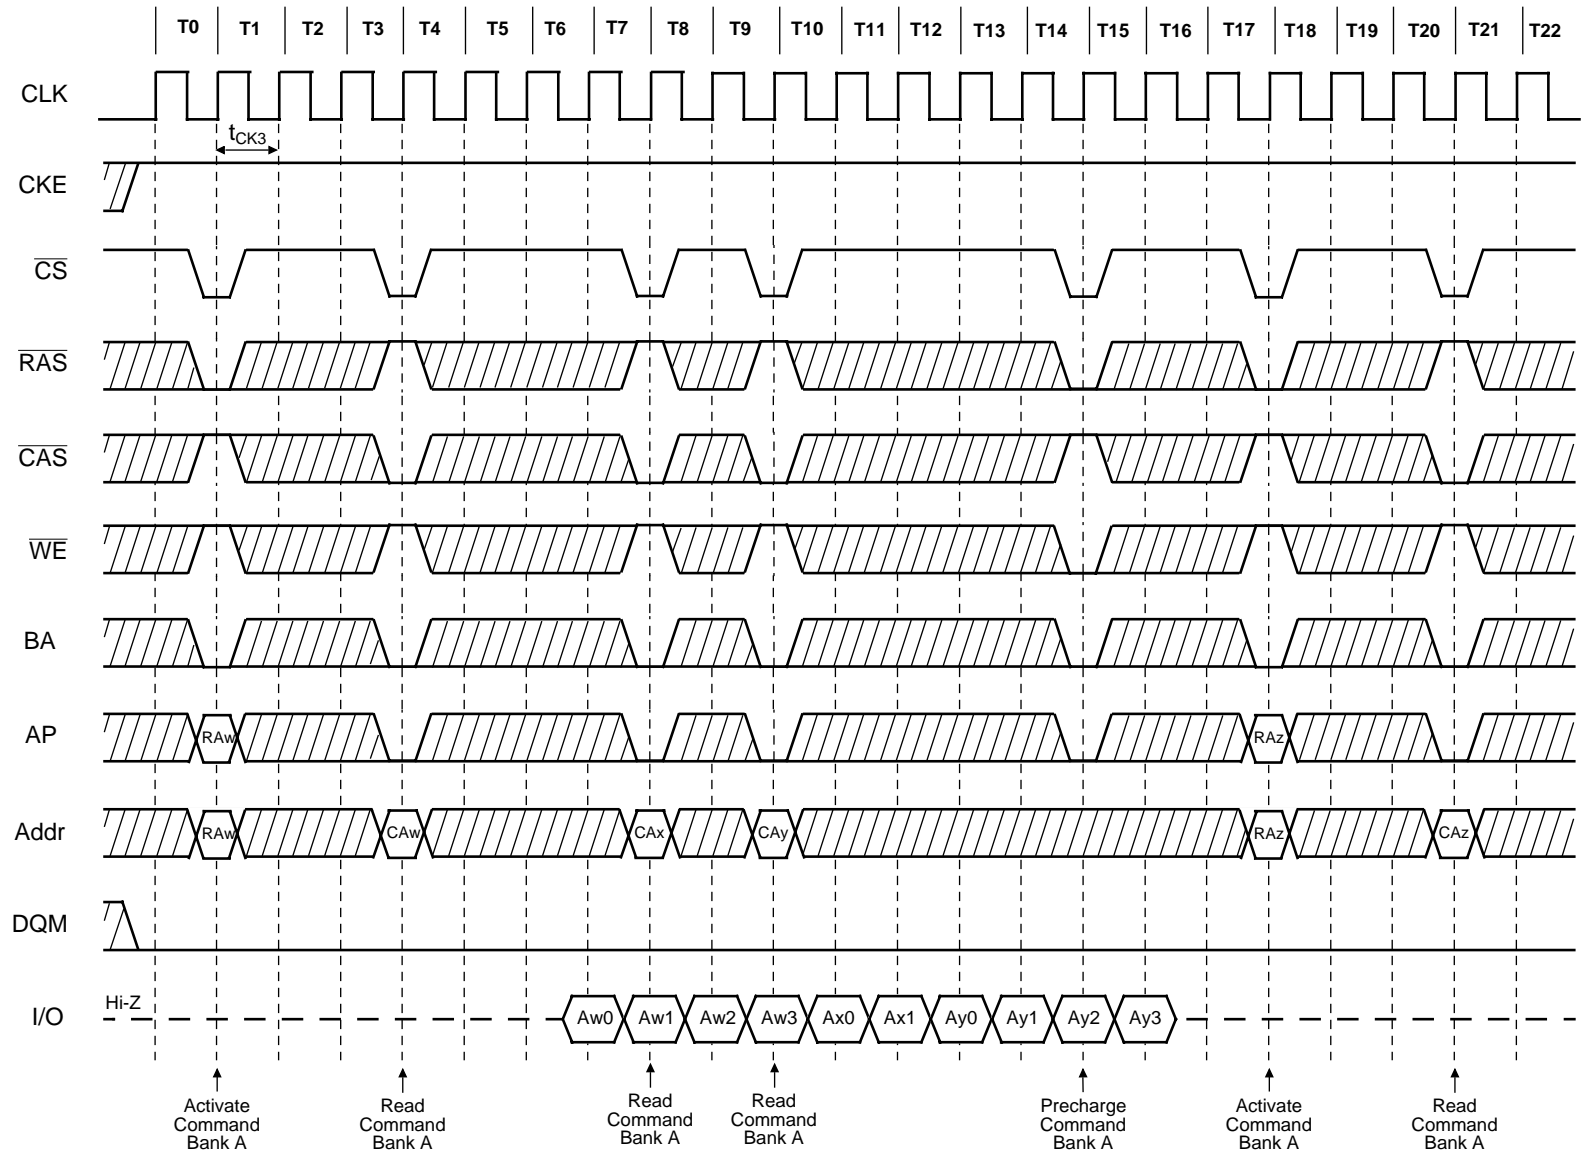 T0 T1 T2 T3 T4 T5 T6 T7 T8 T9 T10 T11 T12 T13 T14 T15 T16 T17 T18 T19 T20 T21 T22
CLK
tCK3
CKE
CS
RAS
CAS
WE
BA
AP RAw RAz
Addr RAw CAw CAx CAy RAz CAz
DQM
Hi-Z
I/O Aw0 Aw1 Aw2 Aw3 Ax0 Ax1 Ay0 Ay1 Ay2 Ay3
Activate
Command
Bank A
Read
Command
Bank A
Read
Command
Bank A
Read
Command
Bank A
Precharge
Command
Bank A
Activate
Command
Bank A
Read
Command
Bank A